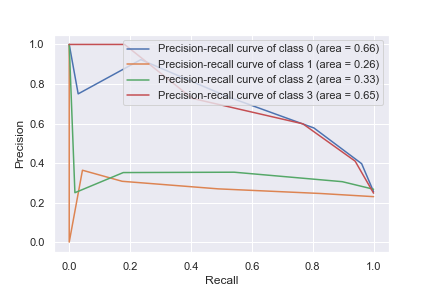 Precision-recall curve of class 0 (area = 0.66)
Precision-recall curve of class 1 (area = 0.26)
Precision-recall curve of class 2 (area = 0.33)
Precision-recall curve of class 3 (area = 0.65)
1.0
0.8
0.6
0.4
0.2
0.0
Precision
0.0 0.2 0.4 0.6 0.8 1.0
Recall